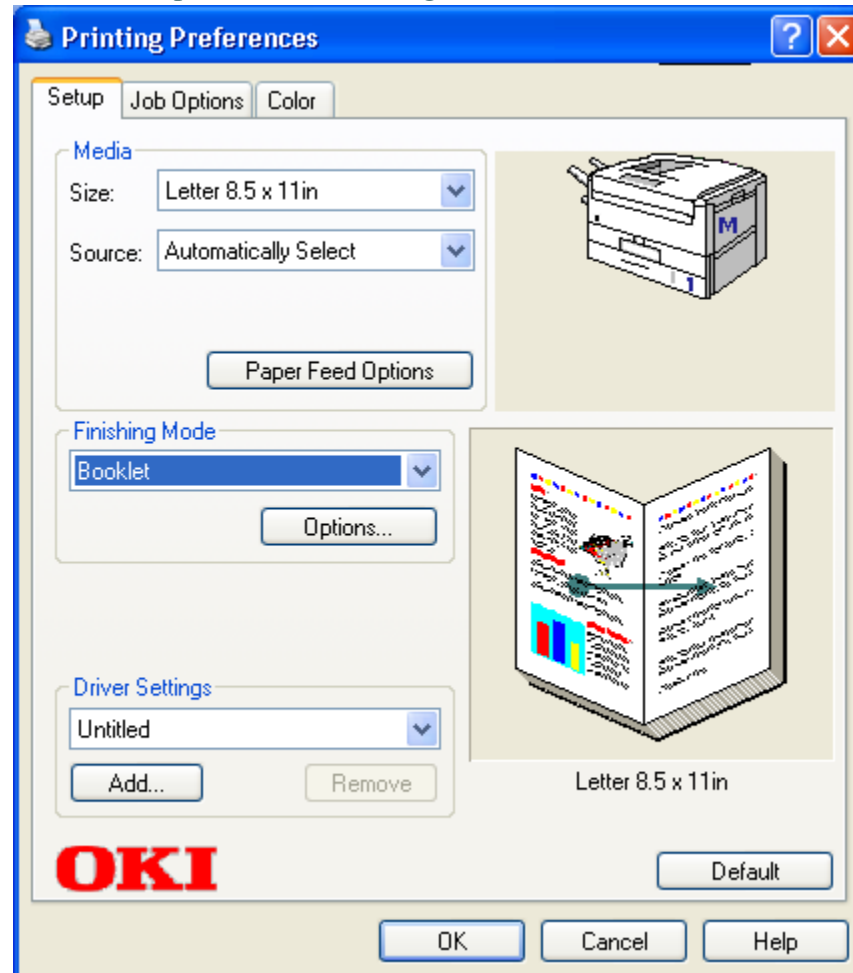 Printing Preferences
Setup Job Options Color
Media
Size: Letter 8.5 x 11in
Source: Automatically Select
M
1
Paper Feed Options
Finishing Mode
Booklet
Options...
Driver Settings
Untitled
Add... Remove
Letter 8.5 x 11in
OKI
Default
OK Cancel Help